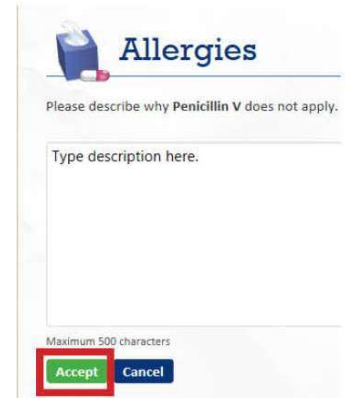 Allergies
Please describe why Penicillin V does not apply.
Type description here.
Maximum 500 characters
Accept Cancel